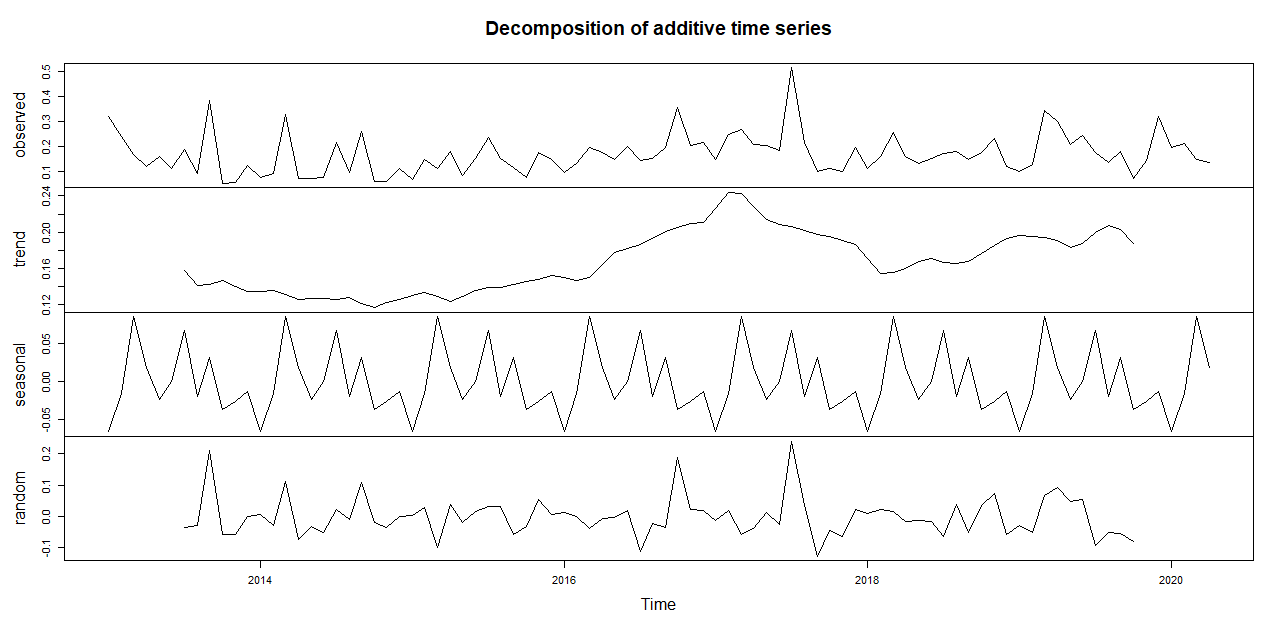 Decomposition of additive time series
observed
0.1 0.2 0.3 0.4 0.5
trend
0.12 0.16 0.20 0.24
seasonal
-0.05 0.00 0.05
random
-0.1 0.0 0.1 0.2
2014 2016 2018 2020
Time